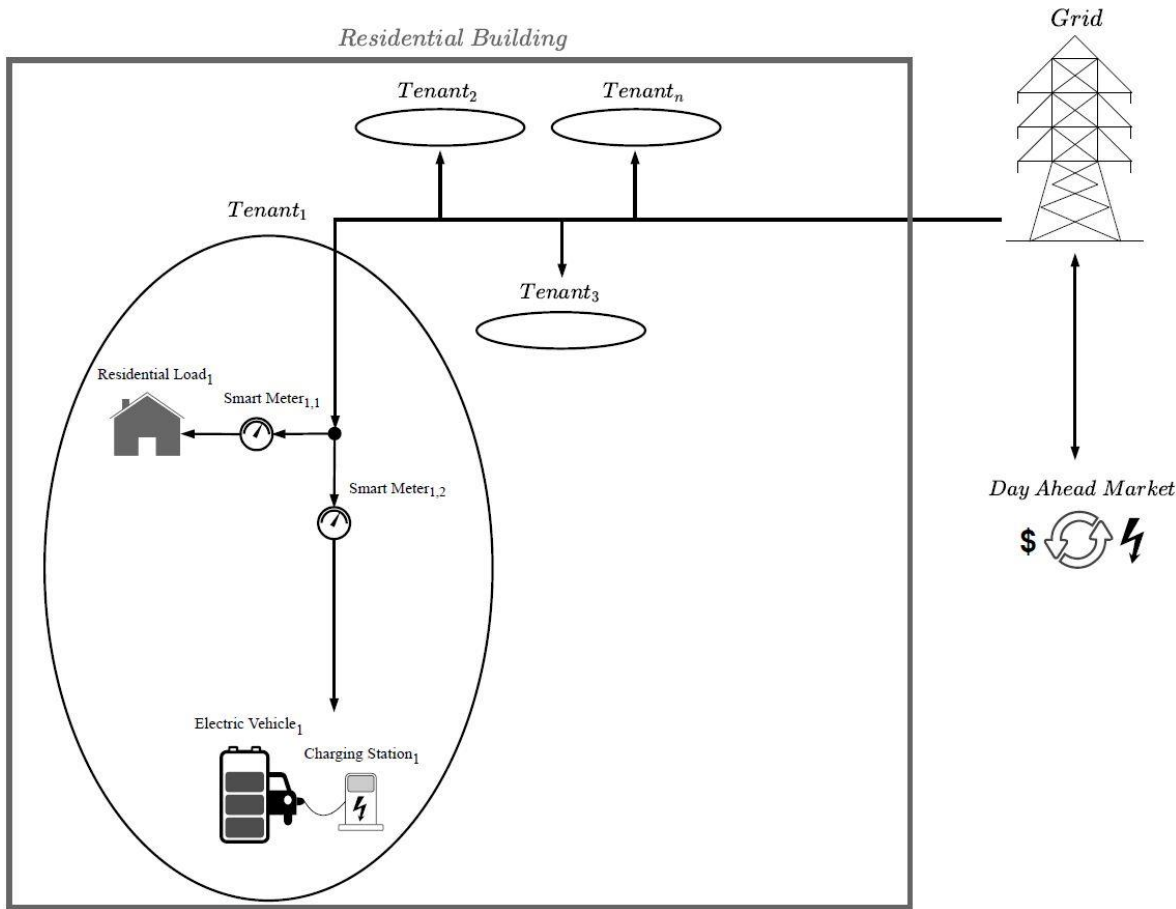 Grid
Residential Building
Tenant₂
Tenantₙ
Tenant₁
Tenant₃
Residential Load₁
Smart Meter₁,₁
Smart Meter₁,₂
Day Ahead Market
$
Electric Vehicle₁
Charging Station₁